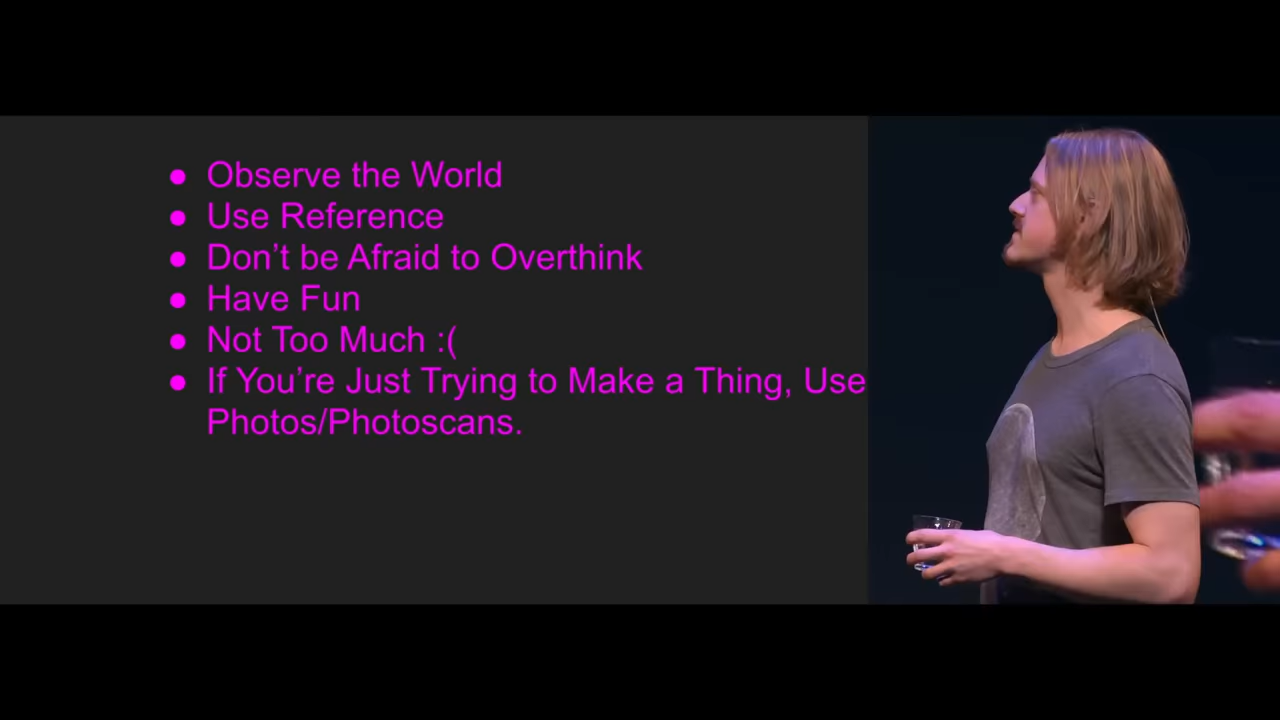 ● Observe the World
● Use Reference
● Don’t be Afraid to Overthink
● Have Fun
● Not Too Much :(
● If You’re Just Trying to Make a Thing, Use
Photos/Photoscans.